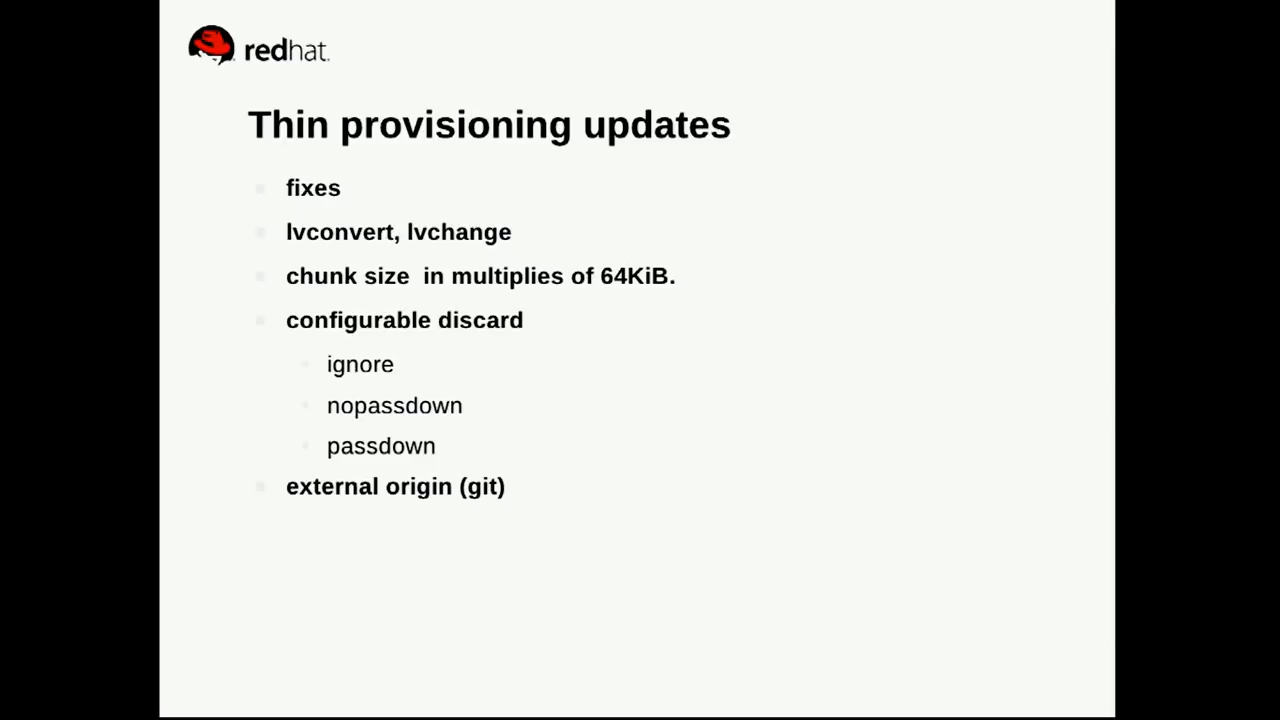 redhat.
Thin provisioning updates
fixes
lvconvert, lvchange
chunk size  in multiplies of 64KiB.
configurable discard
ignore
nopassdown
passdown
external origin (git)